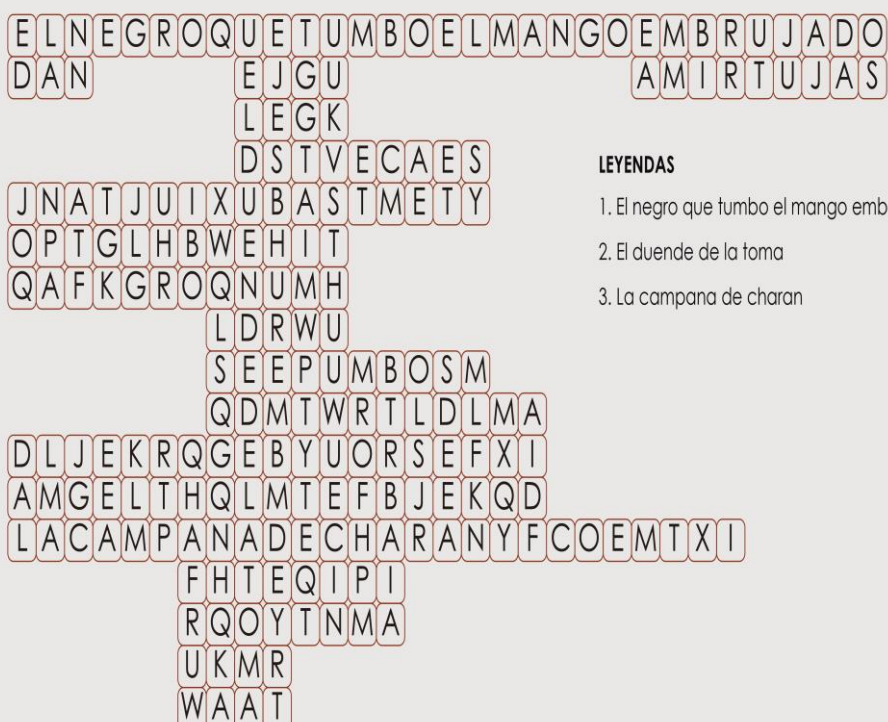 ELNEGROQUETUMBOELMANGOEMBRUJADO
DAN EJGU AMIRTUJAS
LEGK
DSTVECAES
JNATJUIXUBASTMETY
OPTGLHBWEHIT
QAFKGROQNUMH
LDRWU
SEEPUMBOSM
QDMTWRTLDLMA
DLJEKRQGEBYUORSEFXI
AMGELTHQLMTEFBJEKQD
LACAMPANADECHARANYFCOEMTXI
FHTEQIPI
RQOYTNMA
UKMR
WAAT
LEYENDAS
1. El negro que tumbo el mango emb
2. El duende de la toma
3. La campana de charan